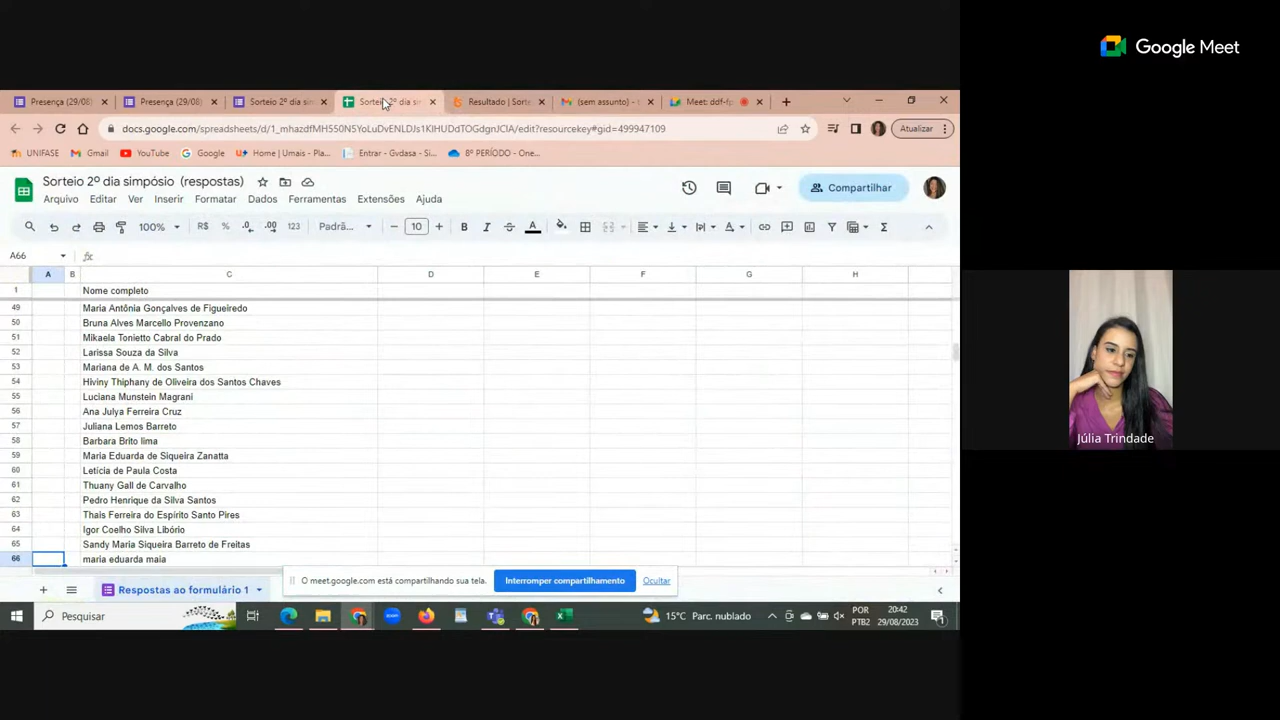 Google Meet
Presença (29/08)
Presença (29/08)
Sorteio 2º dia sim
Sorteio 2º dia si
Resultado | Sorte
(sem assunto) -
Meet: ddf-f
docs.google.com/spreadsheets/d/1_mhazdfMH550N5YoLuDvENLDJs1KIHUDdTOGdgnJCIA/edit?resourcekey#gid=499947109
Atualizar
UNIFASE
Gmail
YouTube
Google
Home | Umais - Pla...
Entrar - Gvdasa - Si...
8º PERÍODO - One...
Sorteio 2º dia simpósio (respostas)
Arquivo Editar Ver Inserir Formatar Dados Ferramentas Extensões Ajuda
Compartilhar
100% R$ % .0 .00 123 Padrã... 10
A66
A B C D E F G H
1 Nome completo
49 Maria Antônia Gonçalves de Figueiredo
50 Bruna Alves Marcello Provenzano
51 Mikaela Tonietto Cabral do Prado
52 Larissa Souza da Silva
53 Mariana de A. M. dos Santos
54 Hiviny Thiphany de Oliveira dos Santos Chaves
55 Luciana Munstein Magrani
56 Ana Julya Ferreira Cruz
57 Juliana Lemos Barreto
58 Barbara Brito lima
59 Maria Eduarda de Siqueira Zanatta
60 Letícia de Paula Costa
61 Thuany Gall de Carvalho
62 Pedro Henrique da Silva Santos
63 Thais Ferreira do Espírito Santo Pires
64 Igor Coelho Silva Libório
65 Sandy Maria Siqueira Barreto de Freitas
66 maria eduarda maia
O meet.google.com está compartilhando sua tela.
Interromper compartilhamento
Ocultar
Respostas ao formulário 1
Pesquisar
15°C Parc. nublado
POR
PTB2
20:42
29/08/2023
Júlia Trindade